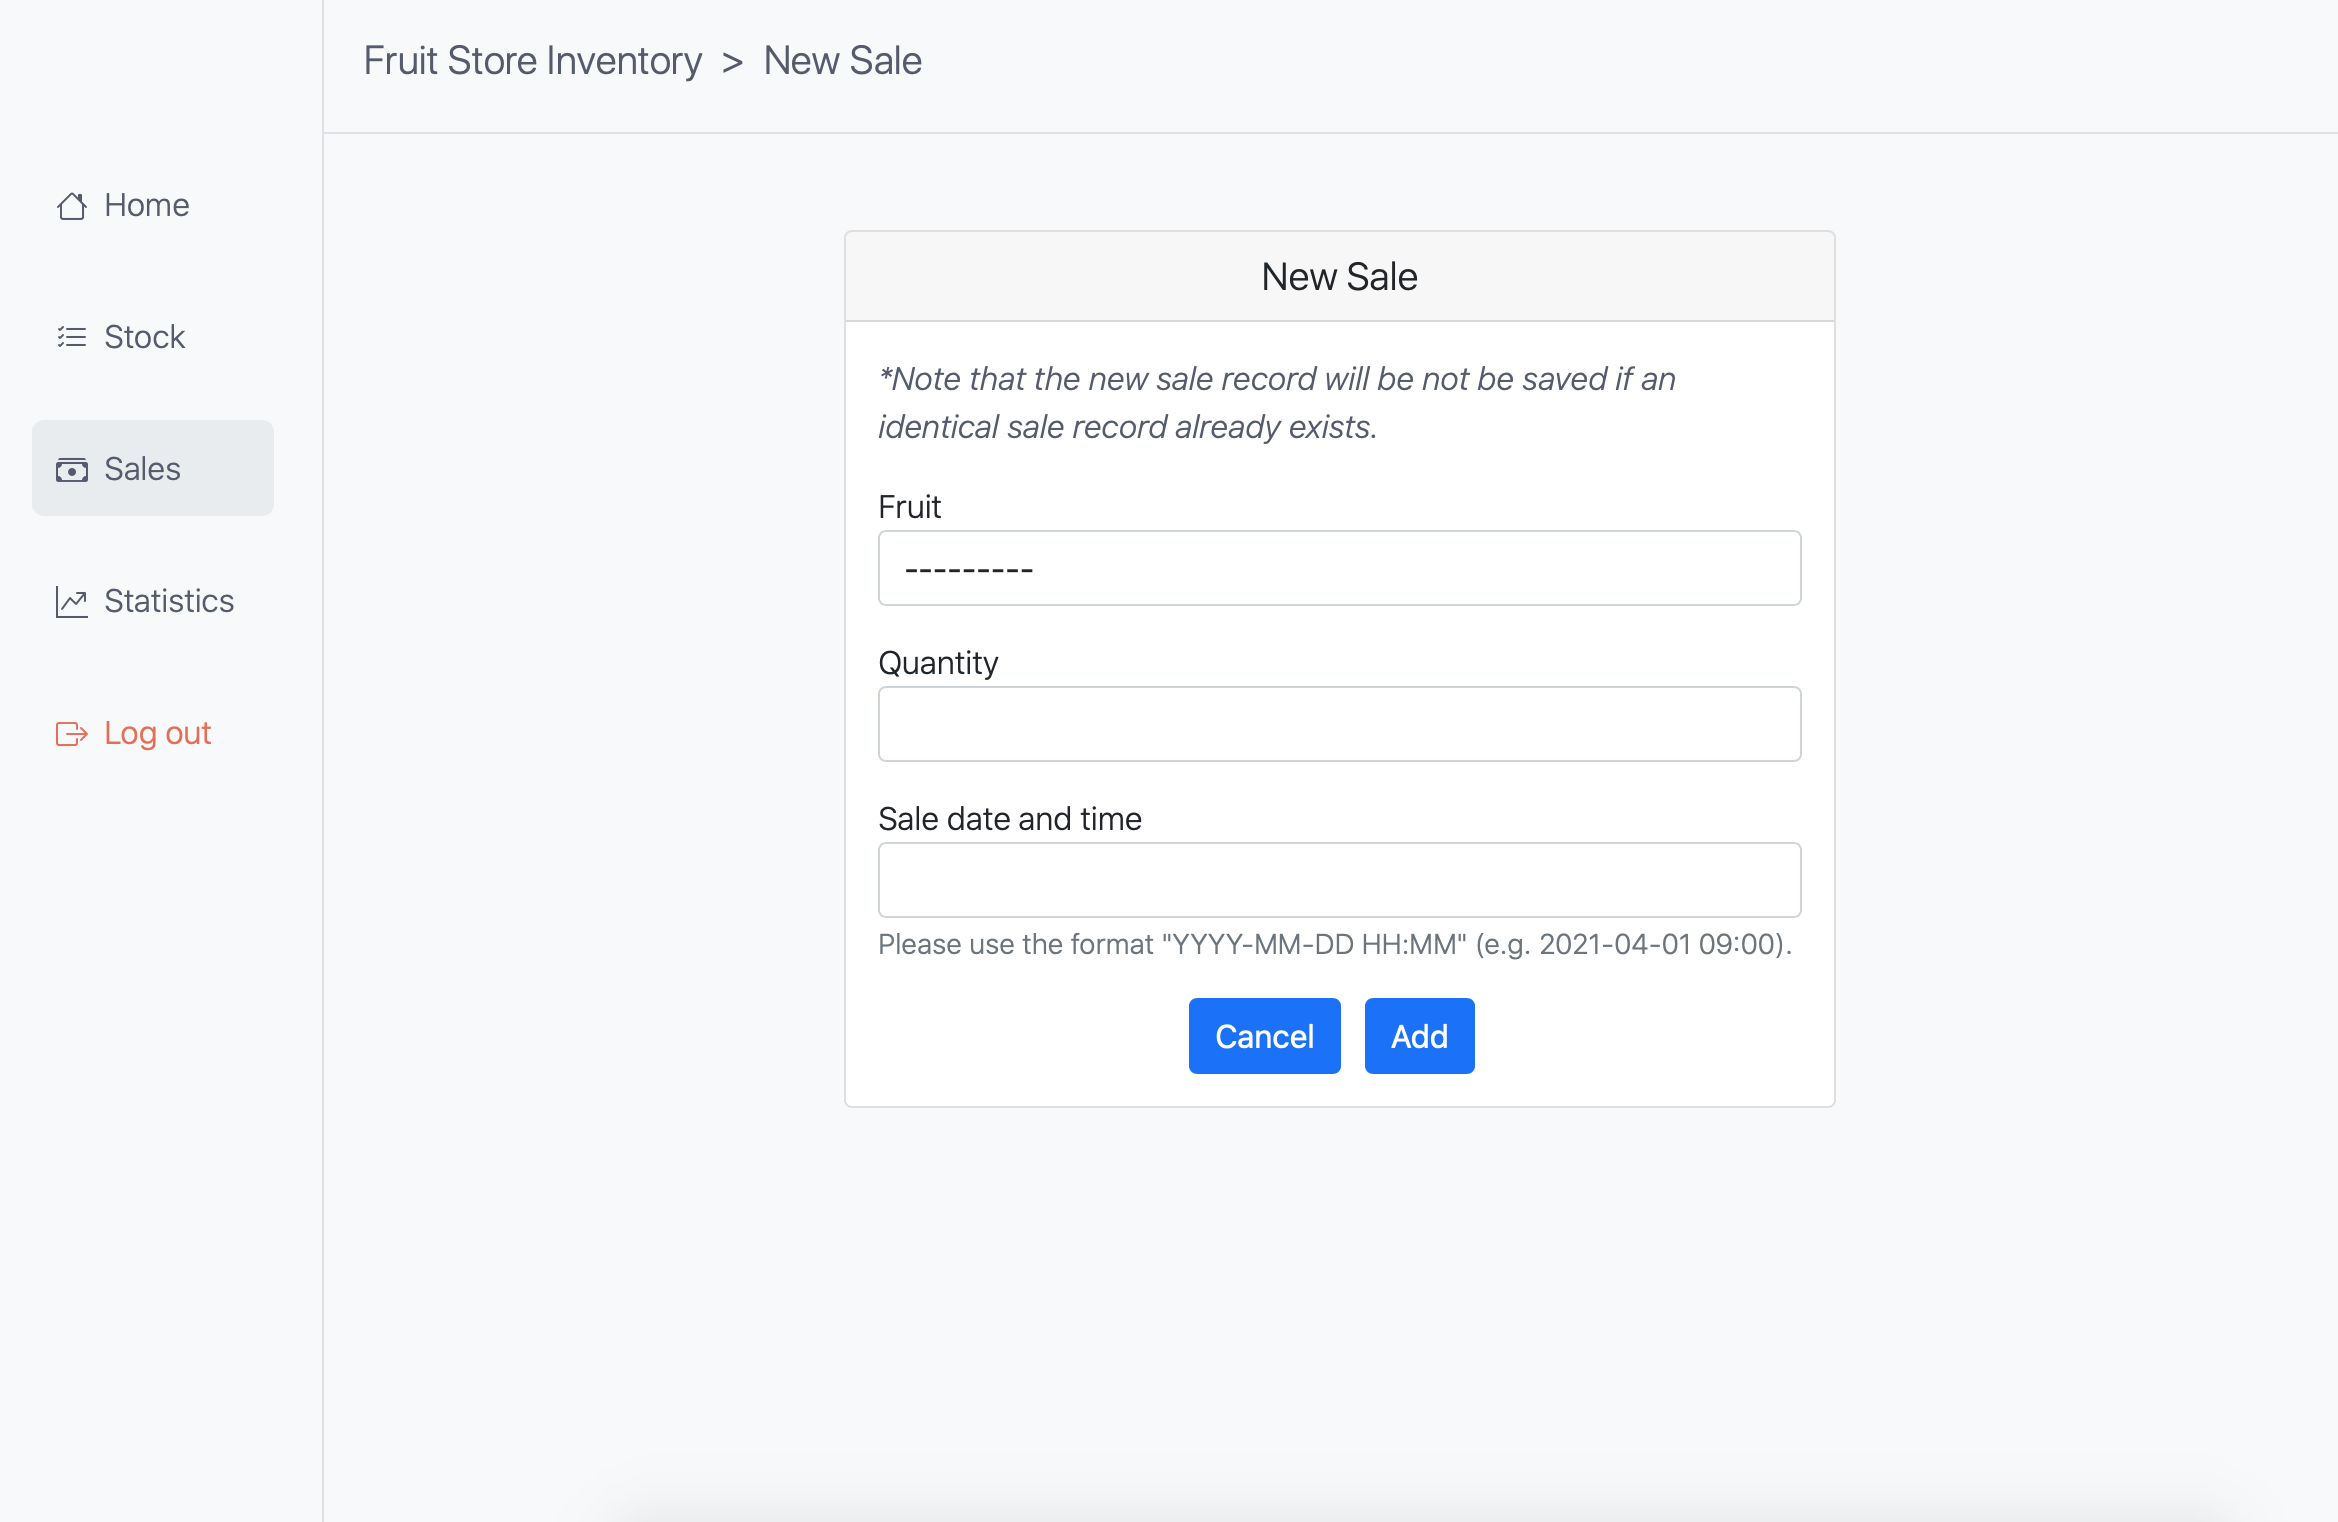 Fruit Store Inventory > New Sale
Home
Stock
Sales
Statistics
Log out
New Sale
*Note that the new sale record will be not be saved if an
identical sale record already exists.
Fruit
---------
Quantity
Sale date and time
Please use the format "YYYY-MM-DD HH:MM" (e.g. 2021-04-01 09:00).
Cancel Add